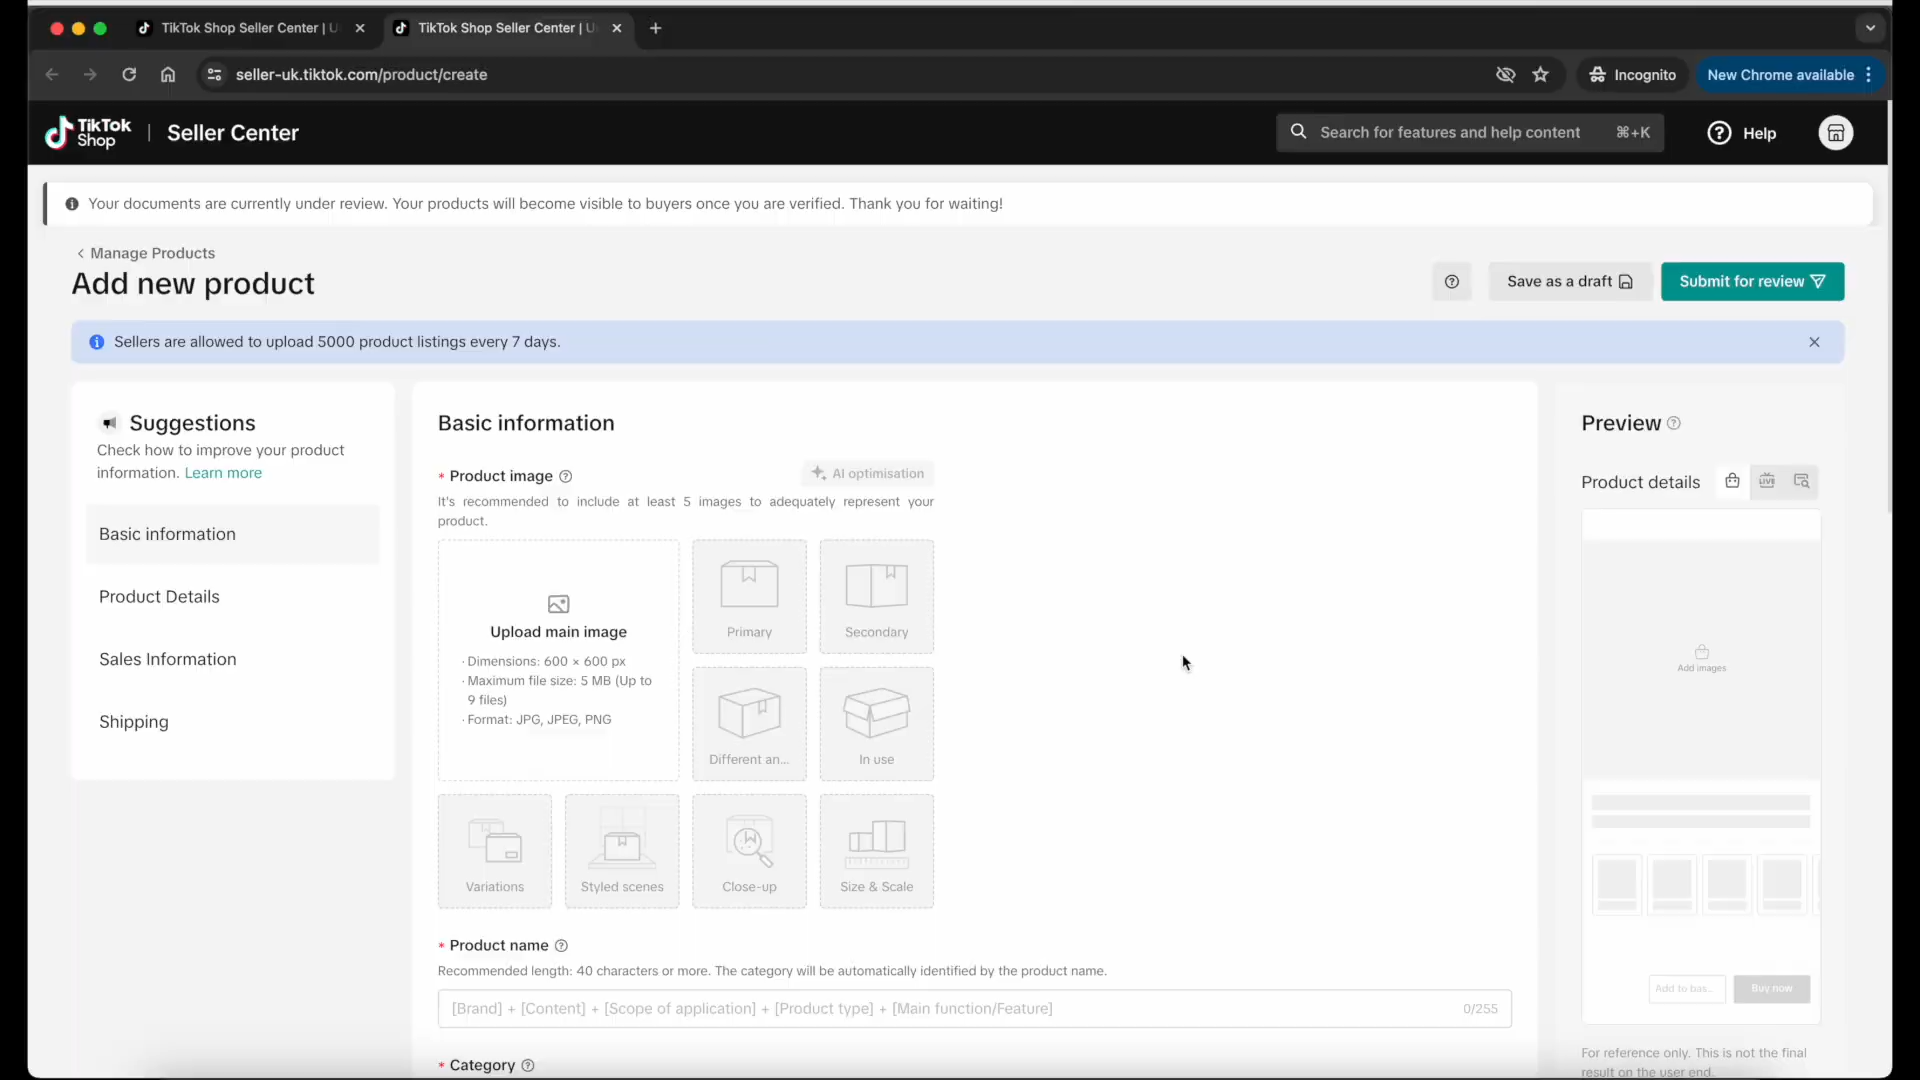 TikTok Shop Seller Center | U
TikTok Shop Seller Center | U
seller-uk.tiktok.com/product/create
Incognito
New Chrome available
TikTok Shop
Seller Center
Search for features and help content
⌘+K
Help
Your documents are currently under review. Your products will become visible to buyers once you are verified. Thank you for waiting!
Manage Products
Add new product
Save as a draft
Submit for review
Sellers are allowed to upload 5000 product listings every 7 days.
Suggestions
Check how to improve your product
information. Learn more
Basic information
Product Details
Sales Information
Shipping
Basic information
* Product image
AI optimisation
It's recommended to include at least 5 images to adequately represent your
product.
Upload main image
· Dimensions: 600 × 600 px
· Maximum file size: 5 MB (Up to
9 files)
· Format: JPG, JPEG, PNG
Primary
Secondary
Different an...
In use
Variations
Styled scenes
Close-up
Size & Scale
* Product name
Recommended length: 40 characters or more. The category will be automatically identified by the product name.
[Brand] + [Content] + [Scope of application] + [Product type] + [Main function/Feature]
0/255
* Category
Preview
Product details
LIVE
Add images
Add to bas...
Buy now
For reference only. This is not the final
result on the user end.